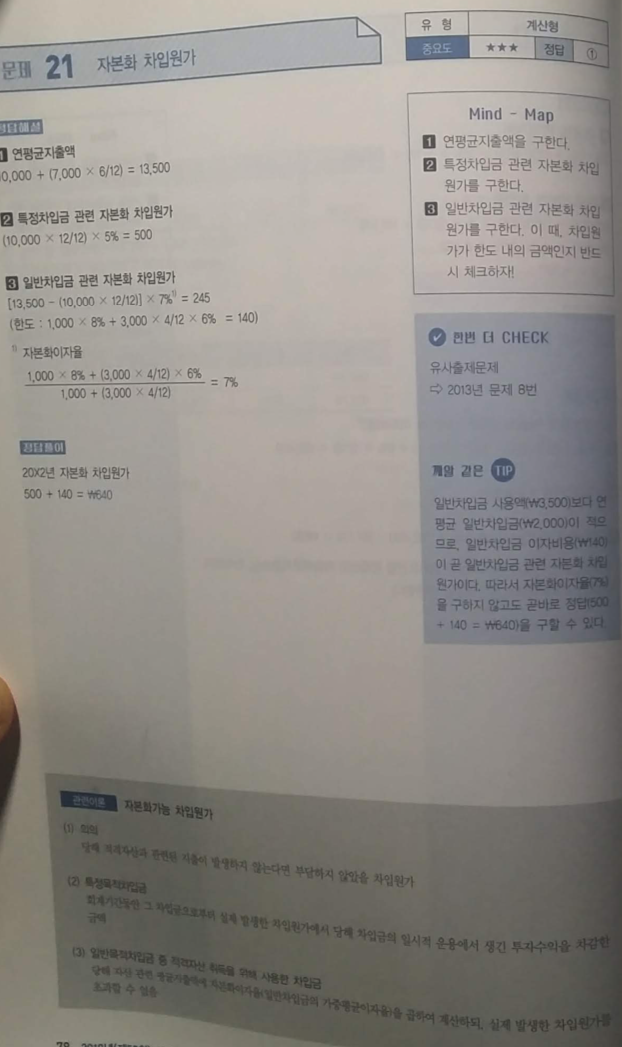 문제 21 자본화 차입원가
유 형 계산형
중요도 ★★★ 정답 ①
정답해설
1 연평균지출액
0,000 + (7,000 × 6/12) = 13,500
2 특정차입금 관련 자본화 차입원가
(10,000 × 12/12) × 5% = 500
3 일반차입금 관련 자본화 차입원가
[13,500 - (10,000 × 12/12)] × 7%¹⁾ = 245
(한도 : 1,000 × 8% + 3,000 × 4/12 × 6% = 140)
¹⁾ 자본화이자율
1,000 × 8% + (3,000 × 4/12) × 6%
1,000 + (3,000 × 4/12)
= 7%
정답풀이
20X2년 자본화 차입원가
500 + 140 = ₩640
Mind - Map
1 연평균지출액을 구한다.
2 특정차입금 관련 자본화 차입
원가를 구한다.
3 일반차입금 관련 자본화 차입
원가를 구한다. 이 때, 차입원
가가 한도 내의 금액인지 반드
시 체크하자!
한번 더 CHECK
유사출제문제
⇨ 2013년 문제 8번
같은 TIP
일반차입금 사용액(₩3,500)보다 연
평균 일반차입금(₩2,000)이 적으
므로, 일반차입금 이자비용(₩140)
이 곧 일반차입금 관련 자본화 차입
원가이다. 따라서 자본화이자율(7%)
을 구하지 않고도 곧바로 정답(500
+ 140 = ₩640)을 구할 수 있다.
관련이론 자본화가능 차입원가
(1) 의의
당해 적격자산과 관련된 지출이 발생하지 않았다면 부담하지 않았을 차입원가
(2) 특정목적차입금
회계기간동안 그 차입금으로부터 실제 발생한 차입원가에서 당해 차입금의 일시적 운용에서 생긴 투자수익을 차감한
금액
(3) 일반목적차입금 중 적격자산 취득을 위해 사용한 차입금
당해 자산 관련 평균지출액에 자본화이자율(일반차입금의 가중평균이자율)을 곱하여 계산하되, 실제 발생한 차입원가를
초과할 수 없음
78